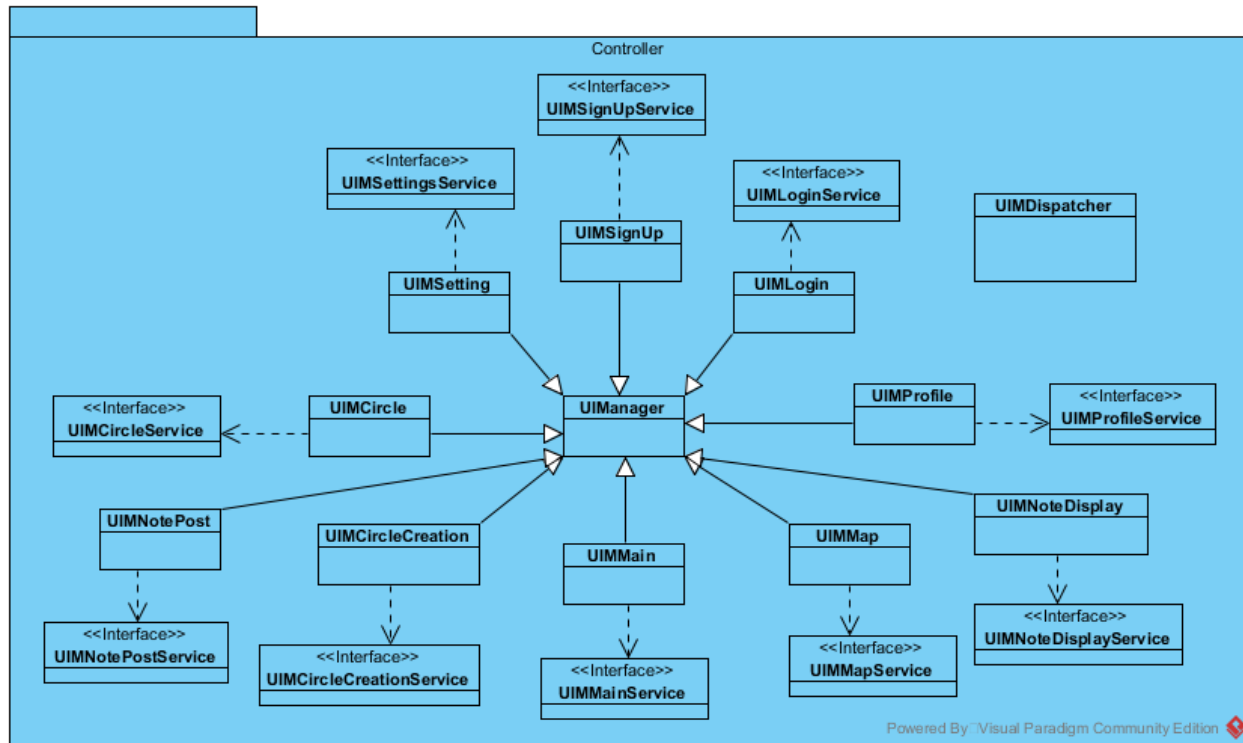 Controller
<<Interface>>
UIMSignUpService
<<Interface>>
UIMSettingsService
<<Interface>>
UIMLoginService
UIMDispatcher
UIMSignUp
UIMSetting
UIMLogin
<<Interface>>
UIMCircleService
UIMCircle
UIManager
UIMProfile
<<Interface>>
UIMProfileService
UIMNotePost
UIMCircleCreation
UIMMain
UIMMap
UIMNoteDisplay
<<Interface>>
UIMNotePostService
<<Interface>>
UIMCircleCreationService
<<Interface>>
UIMMainService
<<Interface>>
UIMMapService
<<Interface>>
UIMNoteDisplayService
Powered By Visual Paradigm Community Edition